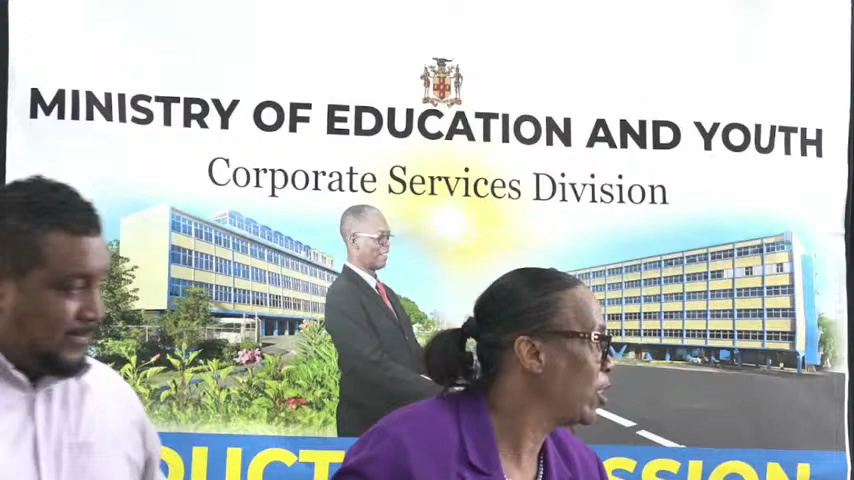 MINISTRY OF EDUCATION AND YOUTH
Corporate Services Division